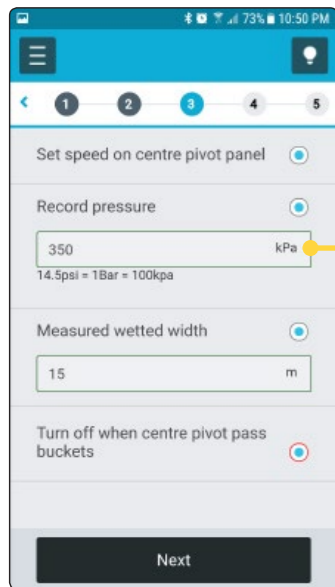 73% 10:50 PM
1 2 3 4 5
Set speed on centre pivot panel
Record pressure
350 kPa
14.5psi = 1Bar = 100kpa
Measured wetted width
15 m
Turn off when centre pivot pass
buckets
Next